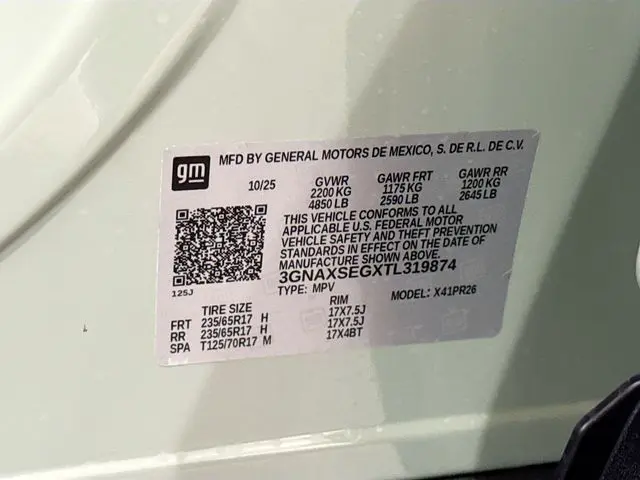 gm
MFD BY GENERAL MOTORS DE MEXICO, S. DE R.L. DE C.V.
10/25 GVWR GAWR FRT GAWR RR
2200 KG 1175 KG 1200 KG
4850 LB 2590 LB 2645 LB
THIS VEHICLE CONFORMS TO ALL
APPLICABLE U.S. FEDERAL MOTOR
VEHICLE SAFETY AND THEFT PREVENTION
STANDARDS IN EFFECT ON THE DATE OF
MANUFACTURE SHOWN ABOVE.
3GNAXSEGXTL319874
125J
TYPE: MPV MODEL: X41PR26
TIRE SIZE RIM
FRT 235/65R17 H 17X7.5J
RR 235/65R17 H 17X7.5J
SPA T125/70R17 M 17X4BT